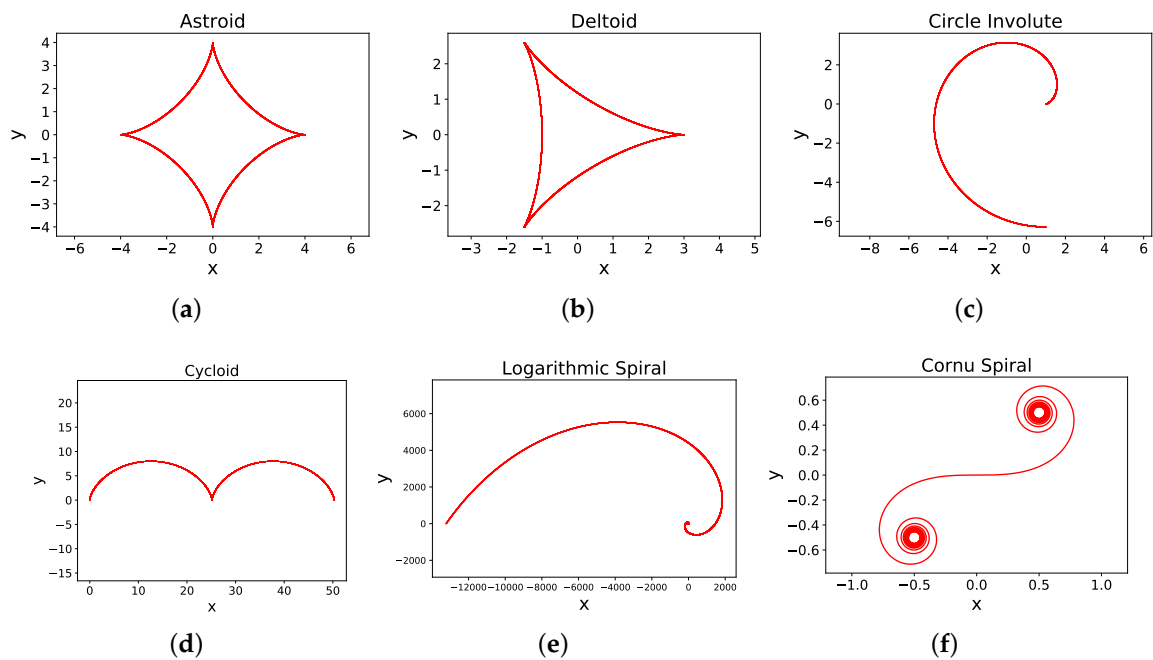 Astroid
4
3
2
1
0
−1
−2
−3
−4
y
−6 −4 −2 0 2 4 6
x
(a)
Deltoid
2
1
0
−1
−2
y
−3 −2 −1 0 1 2 3 4 5
x
(b)
Circle Involute
2
0
−2
−4
−6
y
−8 −6 −4 −2 0 2 4 6
x
(c)
Cycloid
20
15
10
5
0
−5
−10
−15
y
0 10 20 30 40 50
x
(d)
Logarithmic Spiral
6000
4000
2000
0
−2000
y
−12000 −10000 −8000 −6000 −4000 −2000 0 2000
x
(e)
Cornu Spiral
0.6
0.4
0.2
0.0
−0.2
−0.4
−0.6
y
−1.0 −0.5 0.0 0.5 1.0
x
(f)